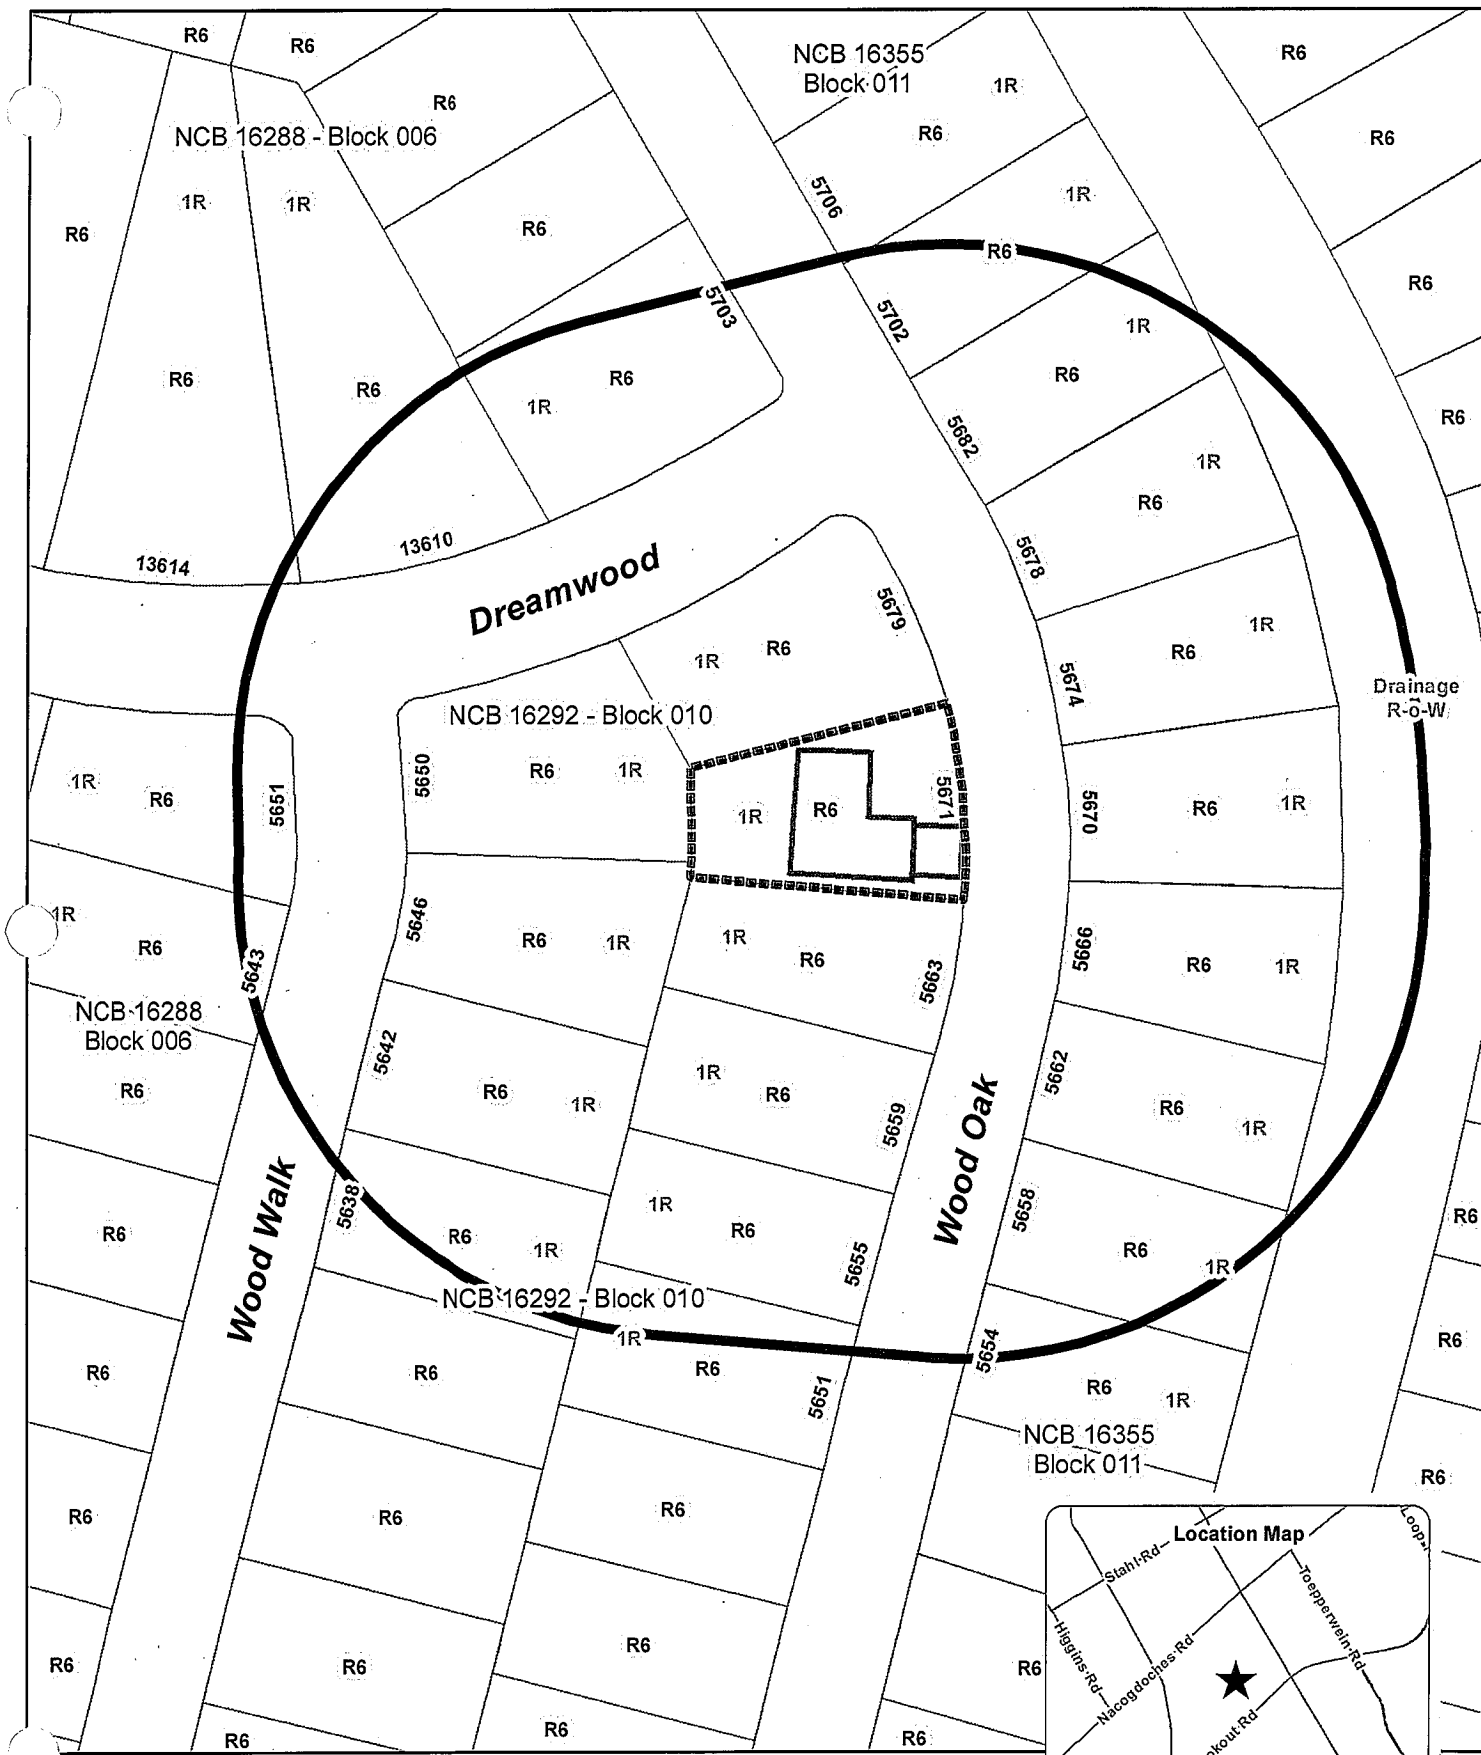 R6
R6
NCB 16355
Block 011
R6
R6
1R
NCB 16288 - Block 006
R6
R6
1R
1R
5706
1R
R6
R6
R6
R6
5703
5702
1R
R6
R6
R6
R6
1R
5682
R6
1R
R6
13614
13610
5678
Dreamwood
5679
1R
R6
1R
R6
5674
Drainage
R-o-W
NCB 16292 - Block 010
R6
1R
5650
1R
R6
5651
1R
R6
5671
5670
R6
1R
1R
R6
5646
R6
1R
1R
R6
5663
5666
R6
1R
5643
NCB 16288
Block 006
R6
5642
R6
1R
1R
R6
5659
5662
R6
1R
Wood Oak
Wood Walk
R6
5638
R6
1R
1R
R6
5655
5658
R6
1R
R6
NCB 16292 - Block 010
1R
R6
R6
R6
5651
5654
R6
1R
R6
NCB 16355
Block 011
R6
R6
R6
R6
Location Map
Stahl Rd
Loop
Toepperwein Rd
Higgins Rd
Nacogdoches Rd
R6
R6
R6
R6
okout Rd
R6
R6
R6